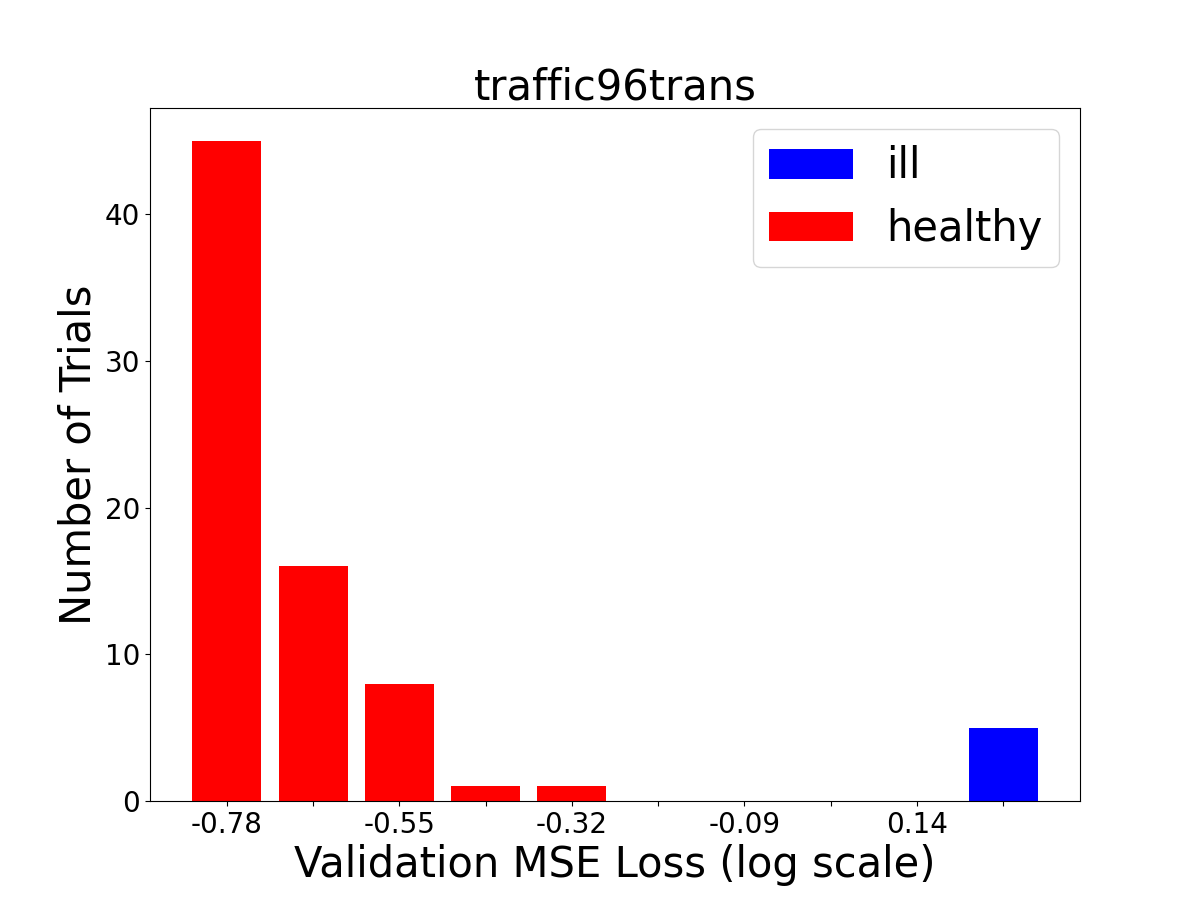 traffic96trans
ill
healthy
Number of Trials
40
30
20
10
0
-0.78 -0.55 -0.32 -0.09 0.14
Validation MSE Loss (log scale)